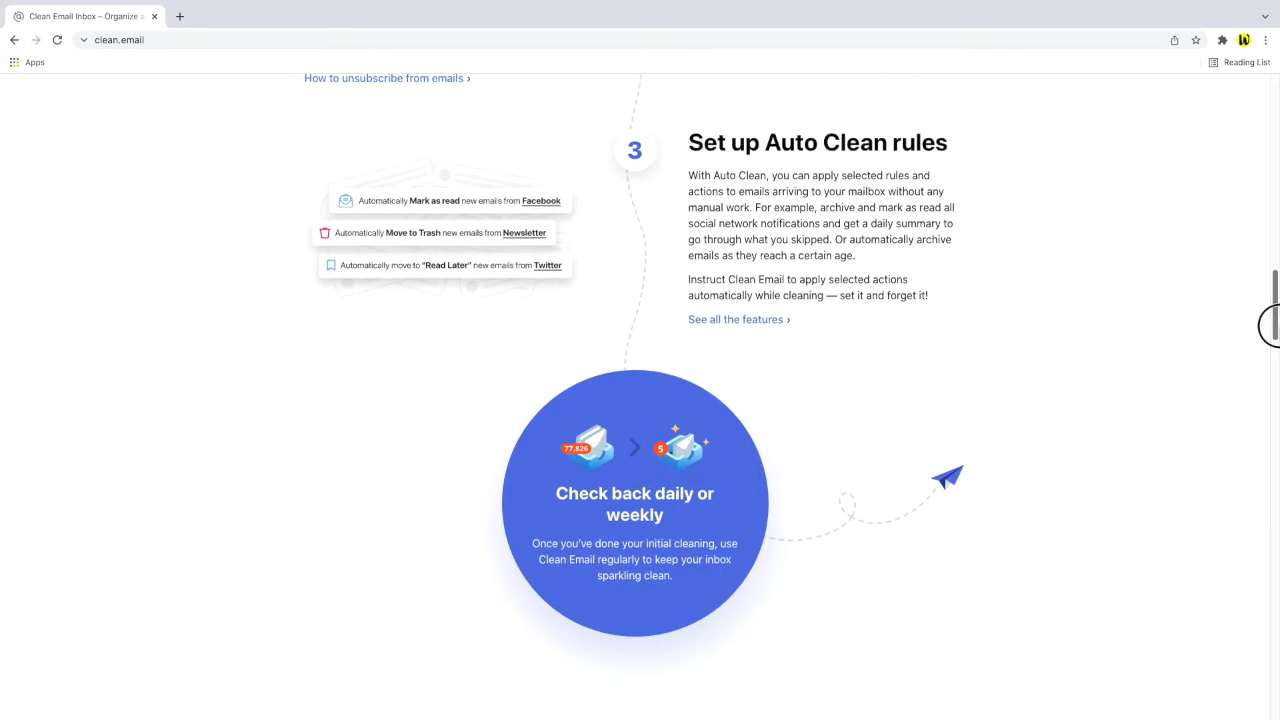 Clean Email Inbox – Organize
clean.email
Apps
Reading List
How to unsubscribe from emails ›
3
Set up Auto Clean rules
With Auto Clean, you can apply selected rules and
actions to emails arriving to your mailbox without any
manual work. For example, archive and mark as read all
social network notifications and get a daily summary to
go through what you skipped. Or automatically archive
emails as they reach a certain age.
Instruct Clean Email to apply selected actions
automatically while cleaning — set it and forget it!
See all the features ›
Automatically Mark as read new emails from Facebook
Automatically Move to Trash new emails from Newsletter
Automatically move to “Read Later” new emails from Twitter
77,826
5
Check back daily or
weekly
Once you’ve done your initial cleaning, use
Clean Email regularly to keep your inbox
sparkling clean.